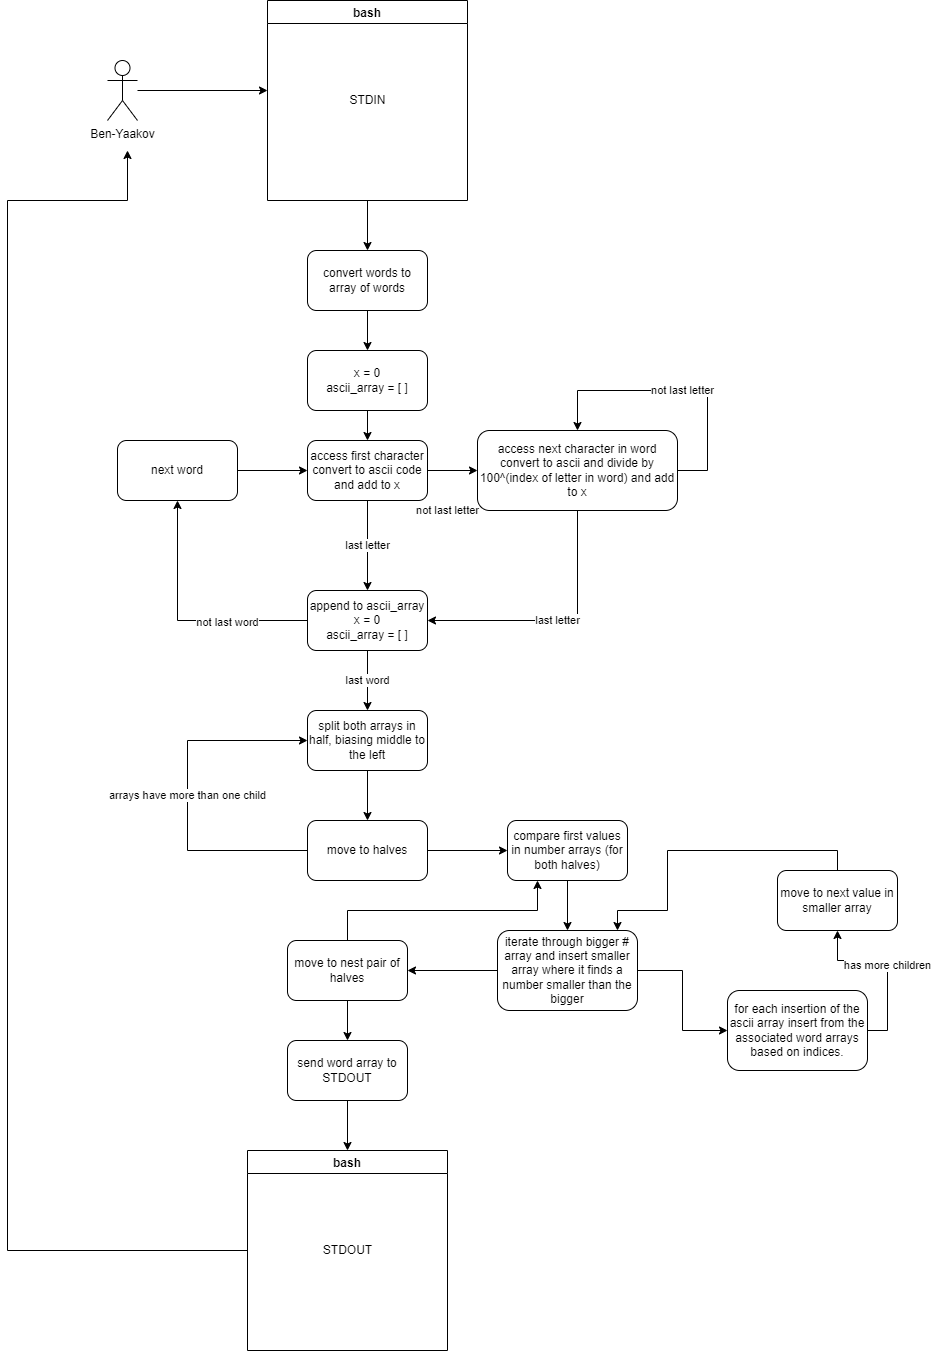 bash
STDIN
Ben-Yaakov
convert words to
array of words
x = 0
ascii_array = [ ]
not last letter
next word
access first character
convert to ascii code
and add to x
access next character in word
convert to ascii and divide by
100^(index of letter in word) and add
to x
not last letter
last letter
append to ascii_array
x = 0
ascii_array = [ ]
not last word
last letter
last word
split both arrays in
half, biasing middle to
the left
arrays have more than one child
move to halves
compare first values
in number arrays (for
both halves)
move to next value in
smaller array
move to nest pair of
halves
iterate through bigger #
array and insert smaller
array where it finds a
number smaller than the
bigger
has more children
for each insertion of the
ascii array insert from the
associated word arrays
based on indices.
send word array to
STDOUT
bash
STDOUT